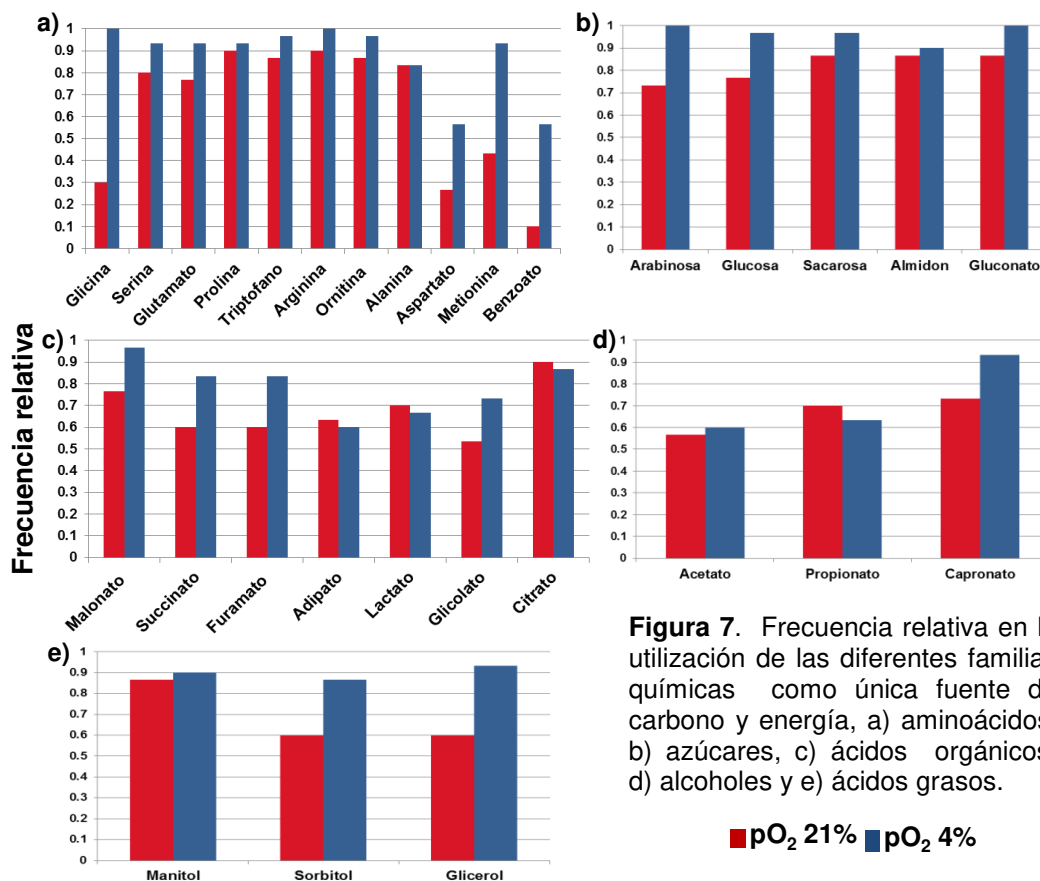 a)
1
0.9
0.8
0.7
0.6
0.5
0.4
0.3
0.2
0.1
0
Glicina
Serina
Glutamato
Prolina
Triptofano
Arginina
Ornitina
Alanina
Aspartato
Metionina
Benzoato
b)
1
0.9
0.8
0.7
0.6
0.5
0.4
0.3
0.2
0.1
0
Arabinosa Glucosa Sacarosa Almidon Gluconato
Frecuencia relativa
c)
1
0.9
0.8
0.7
0.6
0.5
0.4
0.3
0.2
0.1
0
Malonato
Succinato
Furamato
Adipato
Lactato
Glicolato
Citrato
d)
1
0.9
0.8
0.7
0.6
0.5
0.4
0.3
0.2
0.1
0
Acetato Propionato Capronato
e)
1
0.9
0.8
0.7
0.6
0.5
0.4
0.3
0.2
0.1
0
Manitol Sorbitol Glicerol
Figura 7. Frecuencia relativa en l
utilización de las diferentes familia
químicas como única fuente d
carbono y energía, a) aminoácidos
b) azúcares, c) ácidos orgánicos
d) alcoholes y e) ácidos grasos.
pO₂ 21% pO₂ 4%